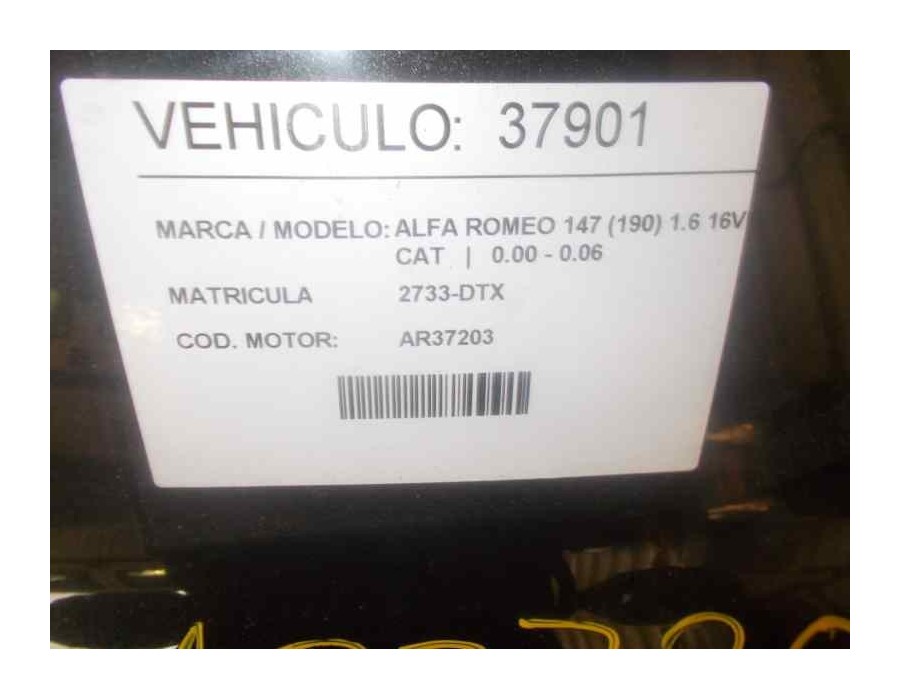 VEHICULO: 37901
MARCA / MODELO: ALFA ROMEO 147 (190) 1.6 16V
CAT | 0.00 - 0.06
MATRICULA 2733-DTX
COD. MOTOR: AR37203